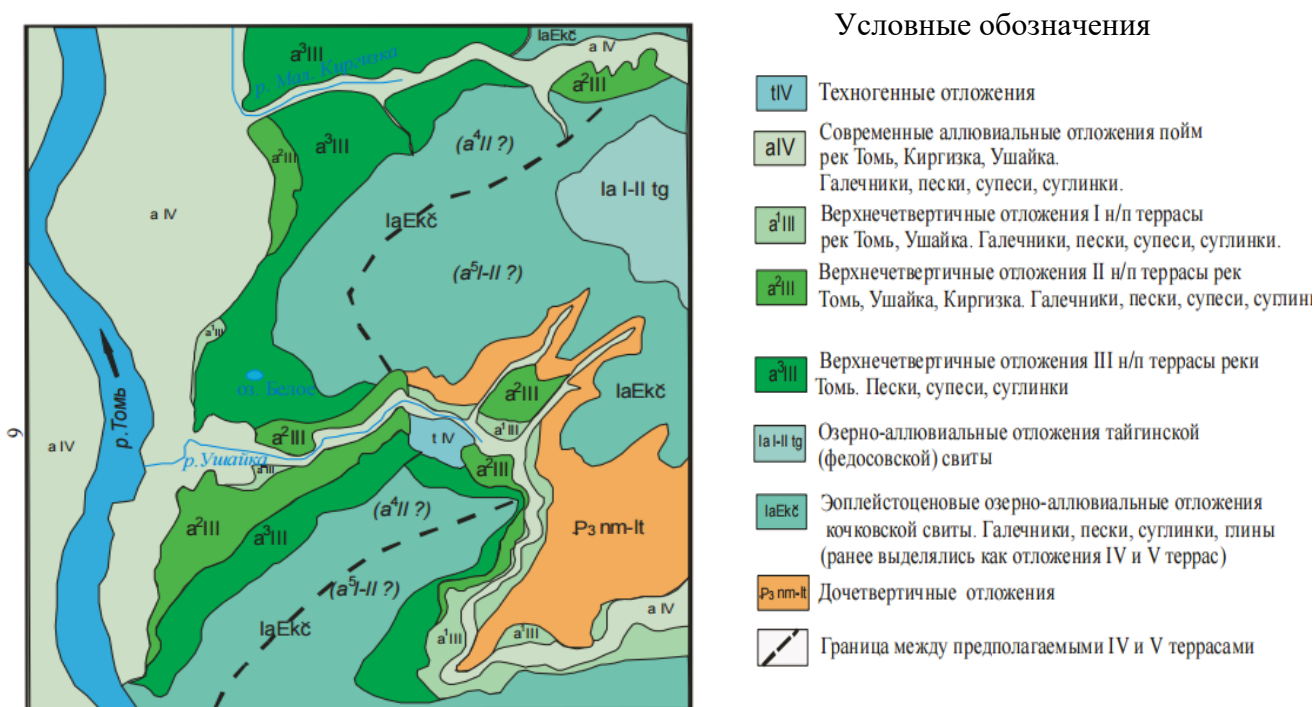 Условные обозначения
laEkč
a IV
a³III
р. Мал. Киргизка
a²III
a³III
(a⁴II ?)
a²III
la I-II tg
a IV
laEkč
(a⁵I-II ?)
a¹III
оз. Белое
a²III
laEkč
р.Томь
9
a IV
a²III
t IV
a¹III
р.Ушайка
a¹III
a²III
a²III
(a⁴II ?)
a³III
P₃ nm-lt
(a⁵I-II ?)
laEkč
a IV
a¹III
a¹III
tIV
Техногенные отложения
aIV
Современные аллювиальные отложения пойм
рек Томь, Киргизка, Ушайка.
Галечники, пески, супеси, суглинки.
a¹III
Верхнечетвертичные отложения I н/п террасы
рек Томь, Ушайка. Галечники, пески, супеси, суглинки.
a²III
Верхнечетвертичные отложения II н/п террасы рек
Томь, Ушайка, Киргизка. Галечники, пески, супеси,
a³III
Верхнечетвертичные отложения III н/п террасы реки
Томь. Пески, супеси, суглинки
la I-II tg
Озерно-аллювиальные отложения тайгинской
(федосовской) свиты
laEkč
Эоплейстоценовые озерно-аллювиальные отложения
кочковской свиты. Галечники, пески, суглинки, глины
(ранее выделялись как отложения IV и V террас)
P₃ nm-lt
Дочетвертичные отложения
Граница между предполагаемыми IV и V террасами